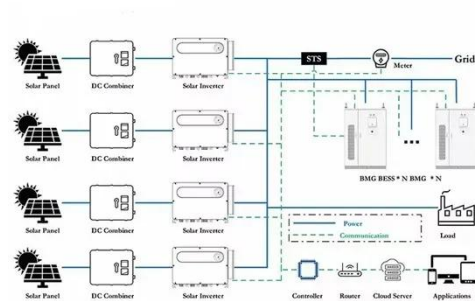 STS
Meter
Grid
Solar Panel
DC Combiner
Solar Inverter
Solar Panel
DC Combiner
Solar Inverter
BMG BESS * N BMG * N
Solar Panel
DC Combiner
Solar Inverter
Power
Communication
Loud
Solar Panel
DC Combiner
Solar Inverter
Controller
Router
Cloud Server
Applications